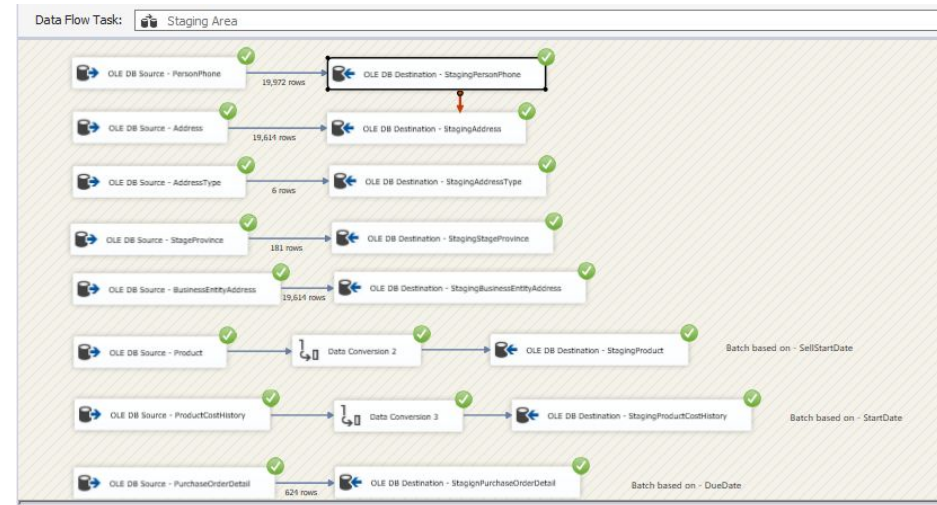 Data Flow Task: Staging Area
OLE DB Source - PersonPhone
19,972 rows
OLE DB Destination - StagingPersonPhone
OLE DB Source - Address
19,614 rows
OLE DB Destination - StagingAddress
OLE DB Source - AddressType
6 rows
OLE DB Destination - StagingAddressType
OLE DB Source - StageProvince
181 rows
OLE DB Destination - StagingStageProvince
OLE DB Source - BusinessEntityAddress
19,614 rows
OLE DB Destination - StagingBusinessEntityAddress
OLE DB Source - Product
Data Conversion 2
OLE DB Destination - StagingProduct
Batch based on - SellStartDate
OLE DB Source - ProductCostHistory
Data Conversion 3
OLE DB Destination - StagingProductCostHistory
Batch based on - StartDate
OLE DB Source - PurchaseOrderDetail
624 rows
OLE DB Destination - StagignPurchaseOrderDetail
Batch based on - DueDate